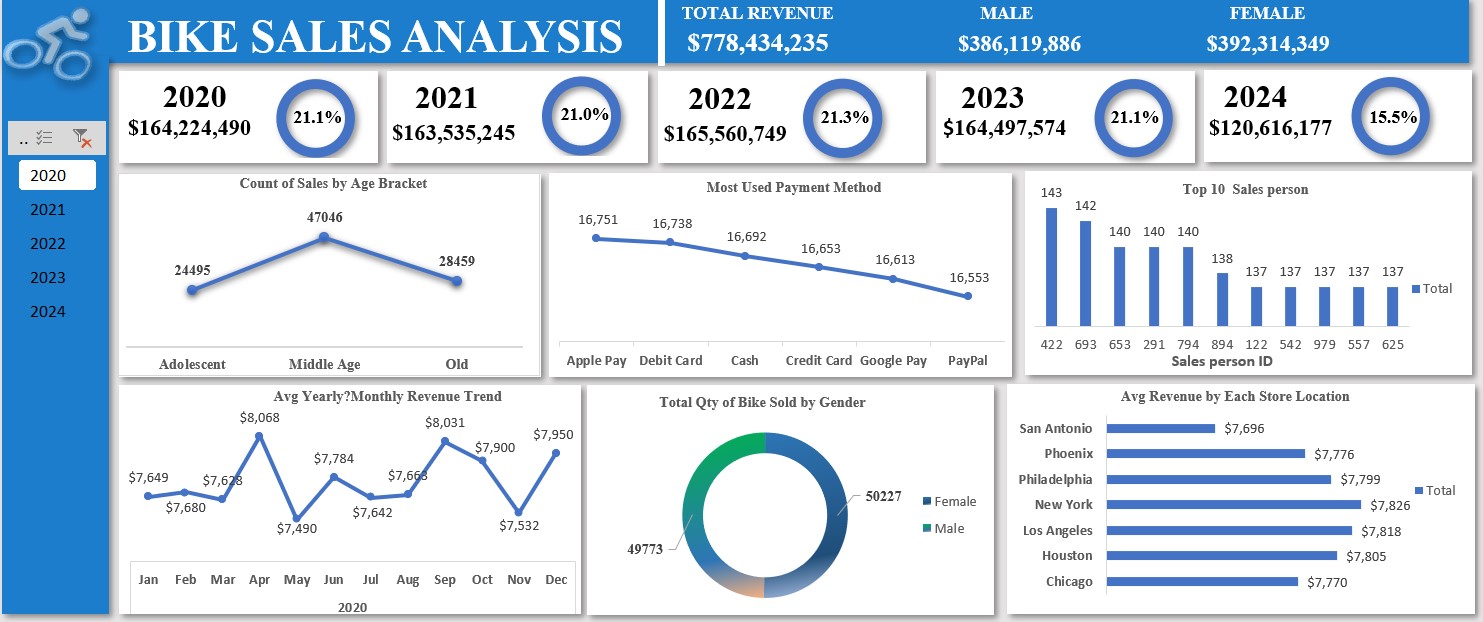 BIKE SALES ANALYSIS
TOTAL REVENUE
$778,434,235
MALE
$386,119,886
FEMALE
$392,314,349
2020
$164,224,490
21.1%
2021
$163,535,245
21.0%
2022
$165,560,749
21.3%
2023
$164,497,574
21.1%
2024
$120,616,177
15.5%
..
2020
2021
2022
2023
2024
Count of Sales by Age Bracket
24495
47046
28459
Adolescent Middle Age Old
Most Used Payment Method
16,751
16,738
16,692
16,653
16,613
16,553
Apple Pay Debit Card Cash Credit Card Google Pay PayPal
Top 10 Sales person
143 142 140 140 140 138 137 137 137 137 137
Total
422 693 653 291 794 894 122 542 979 557 625
Sales person ID
Avg Yearly?Monthly Revenue Trend
$7,649
$7,680
$7,628
$8,068
$7,490
$7,784
$7,642
$7,663
$8,031
$7,900
$7,532
$7,950
Jan Feb Mar Apr May Jun Jul Aug Sep Oct Nov Dec
2020
Total Qty of Bike Sold by Gender
50227
49773
Female
Male
Avg Revenue by Each Store Location
San Antonio $7,696
Phoenix $7,776
Philadelphia $7,799
New York $7,826
Los Angeles $7,818
Houston $7,805
Chicago $7,770
Total